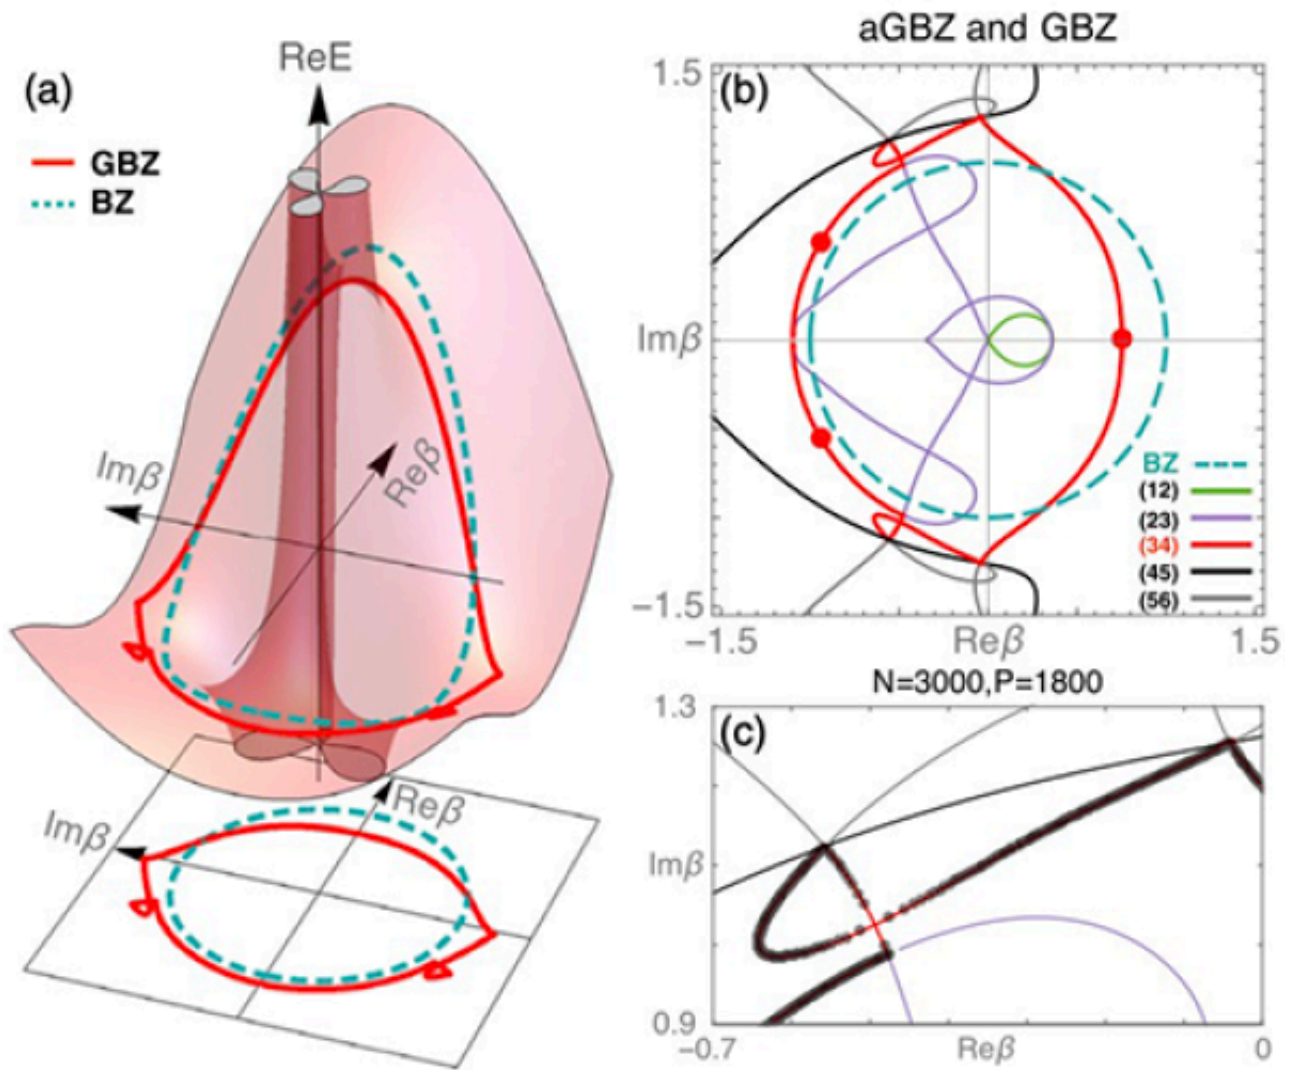 (a)
ReE
GBZ
BZ
Imβ
Reβ
Reβ
Imβ
aGBZ and GBZ
(b)
1.5
Imβ
−1.5
−1.5
Reβ
1.5
BZ
(12)
(23)
(34)
(45)
(56)
N=3000,P=1800
(c)
1.3
Imβ
0.9
−0.7
Reβ
0